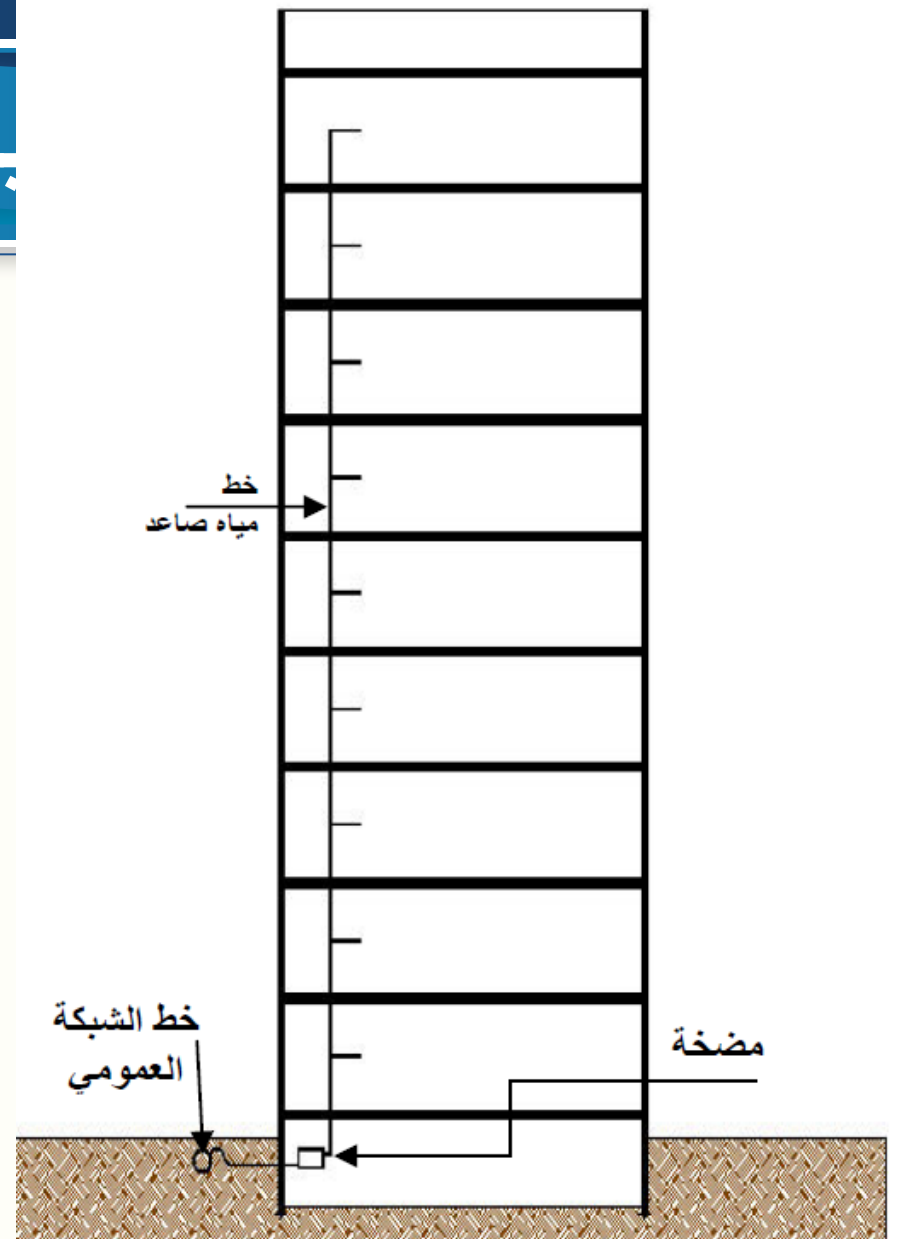 خط
مياه صاعد
خط الشبكة
العمومي
مضخة